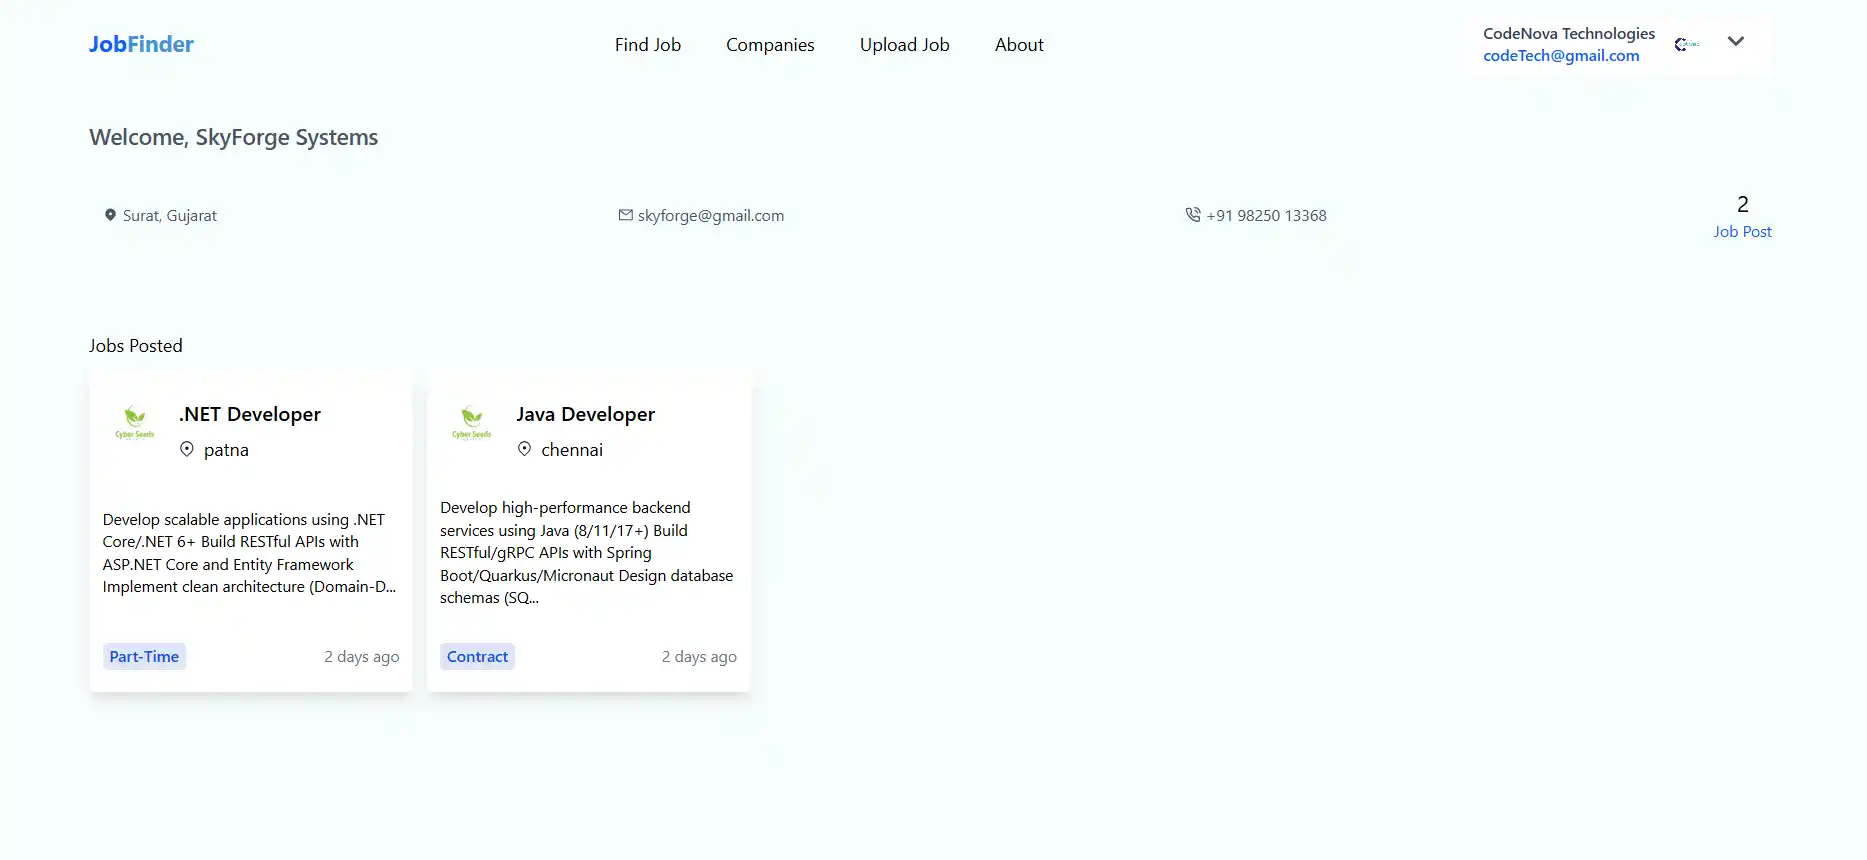 JobFinder
Find Job
Companies
Upload Job
About
CodeNova Technologies
codeTech@gmail.com
Welcome, SkyForge Systems
Surat, Gujarat
skyforge@gmail.com
+91 98250 13368
2
Job Post
Jobs Posted
Cyber Seeds
.NET Developer
patna
Develop scalable applications using .NET
Core/.NET 6+ Build RESTful APIs with
ASP.NET Core and Entity Framework
Implement clean architecture (Domain-D...
Part-Time
2 days ago
Cyber Seeds
Java Developer
chennai
Develop high-performance backend
services using Java (8/11/17+) Build
RESTful/gRPC APIs with Spring
Boot/Quarkus/Micronaut Design database
schemas (SQ...
Contract
2 days ago